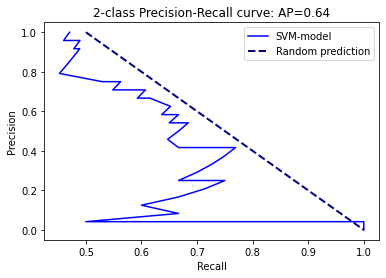 2-class Precision-Recall curve: AP=0.64
SVM-model
Random prediction
Precision
1.0
0.8
0.6
0.4
0.2
0.0
0.5
0.6
0.7
0.8
0.9
1.0
Recall